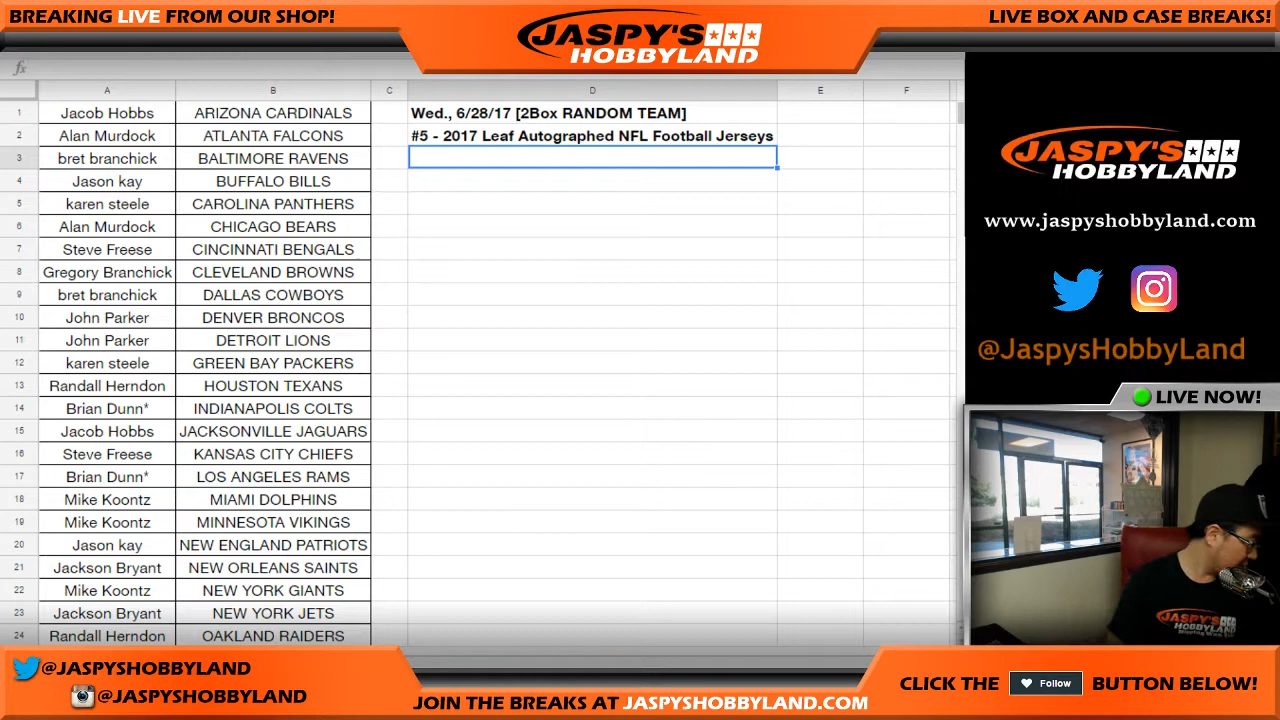 BREAKING LIVE FROM OUR SHOP!
JASPY'S
HOBBYLAND
LIVE BOX AND CASE BREAKS!
fx
A B C D E F
1 Jacob Hobbs ARIZONA CARDINALS Wed., 6/28/17 [2Box RANDOM TEAM]
2 Alan Murdock ATLANTA FALCONS #5 - 2017 Leaf Autographed NFL Football Jerseys
3 bret branchick BALTIMORE RAVENS
4 Jason kay BUFFALO BILLS
5 karen steele CAROLINA PANTHERS
6 Alan Murdock CHICAGO BEARS
7 Steve Freese CINCINNATI BENGALS
8 Gregory Branchick CLEVELAND BROWNS
9 bret branchick DALLAS COWBOYS
10 John Parker DENVER BRONCOS
11 John Parker DETROIT LIONS
12 karen steele GREEN BAY PACKERS
13 Randall Herndon HOUSTON TEXANS
14 Brian Dunn* INDIANAPOLIS COLTS
15 Jacob Hobbs JACKSONVILLE JAGUARS
16 Steve Freese KANSAS CITY CHIEFS
17 Brian Dunn* LOS ANGELES RAMS
18 Mike Koontz MIAMI DOLPHINS
19 Mike Koontz MINNESOTA VIKINGS
20 Jason kay NEW ENGLAND PATRIOTS
21 Jackson Bryant NEW ORLEANS SAINTS
22 Mike Koontz NEW YORK GIANTS
23 Jackson Bryant NEW YORK JETS
24 Randall Herndon OAKLAND RAIDERS
JASPY'S
HOBBYLAND
www.jaspyshobbyland.com
@JaspysHobbyLand
LIVE NOW!
JASPY'S
HOBBYLAND
@JASPYSHOBBYLAND
@JASPYSHOBBYLAND
JOIN THE BREAKS AT JASPYSHOBBYLAND.COM
CLICK THE Follow BUTTON BELOW!